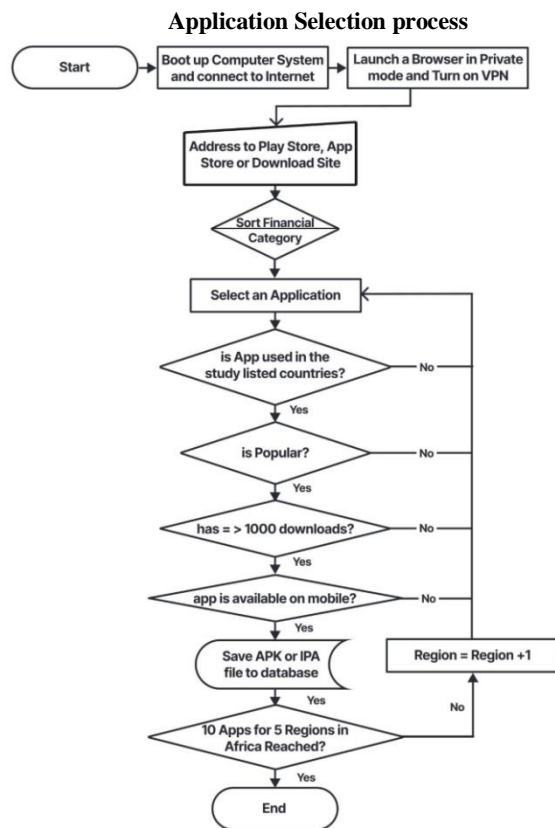 Application Selection process
Start
Boot up Computer System
and connect to Internet
Launch a Browser in Private
mode and Turn on VPN
Address to Play Store, App
Store or Download Site
Sort Financial
Category
Select an Application
is App used in the
study listed countries?
No
Yes
is Popular?
No
Yes
has = > 1000 downloads?
No
Yes
app is available on mobile?
No
Yes
Save APK or IPA
file to database
Region = Region +1
Yes
No
10 Apps for 5 Regions in
Africa Reached?
Yes
End